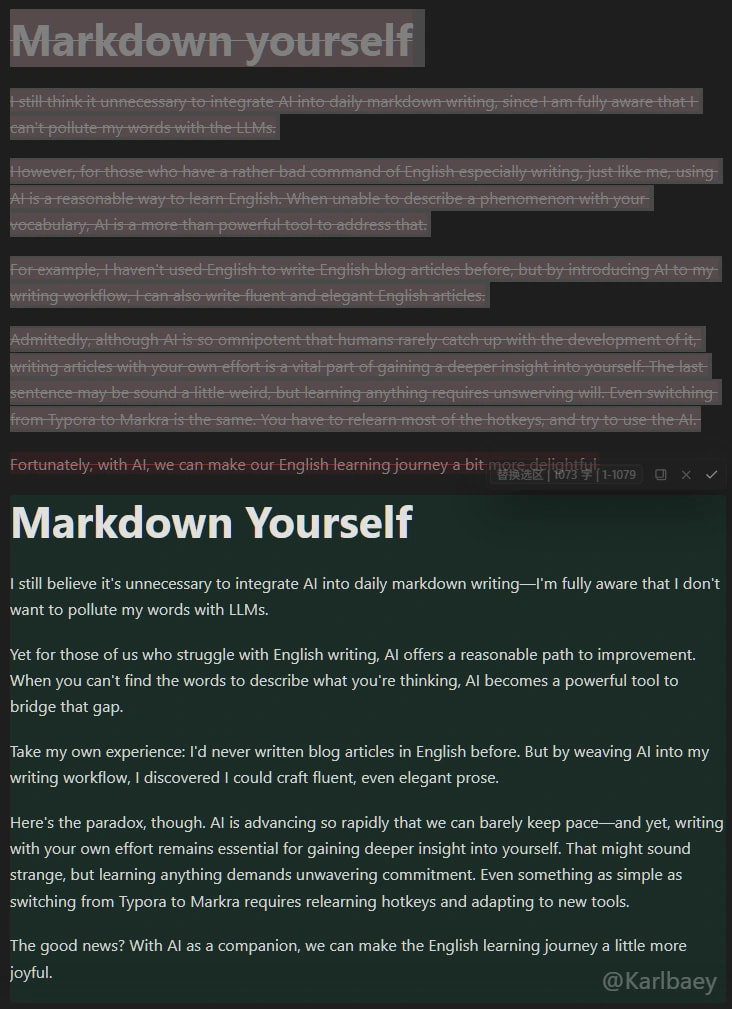 Markdown yourself
I still think it unnecessary to integrate AI into daily markdown writing, since I am fully aware that I
can't pollute my words with the LLMs.
However, for those who have a rather bad command of English especially writing, just like me, using
AI is a reasonable way to learn English. When unable to describe a phenomenon with your
vocabulary, AI is a more than powerful tool to address that.
For example, I haven't used English to write English blog articles before, but by introducing AI to my
writing workflow, I can also write fluent and elegant English articles.
Admittedly, although AI is so omnipotent that humans rarely catch up with the development of it,
writing articles with your own effort is a vital part of gaining a deeper insight into yourself. The last
sentence may be sound a little weird, but learning anything requires unswerving will. Even switching
from Typora to Markra is the same. You have to relearn most of the hotkeys, and try to use the AI.
Fortunately, with AI, we can make our English learning journey a bit more delightful.
替换选区 | 1073 字 | 1-1079
Markdown Yourself
I still believe it's unnecessary to integrate AI into daily markdown writing—I'm fully aware that I don't
want to pollute my words with LLMs.
Yet for those of us who struggle with English writing, AI offers a reasonable path to improvement.
When you can't find the words to describe what you're thinking, AI becomes a powerful tool to
bridge that gap.
Take my own experience: I'd never written blog articles in English before. But by weaving AI into my
writing workflow, I discovered I could craft fluent, even elegant prose.
Here's the paradox, though. AI is advancing so rapidly that we can barely keep pace—and yet, writing
with your own effort remains essential for gaining deeper insight into yourself. That might sound
strange, but learning anything demands unwavering commitment. Even something as simple as
switching from Typora to Markra requires relearning hotkeys and adapting to new tools.
The good news? With AI as a companion, we can make the English learning journey a little more
joyful.
@Karlbaey